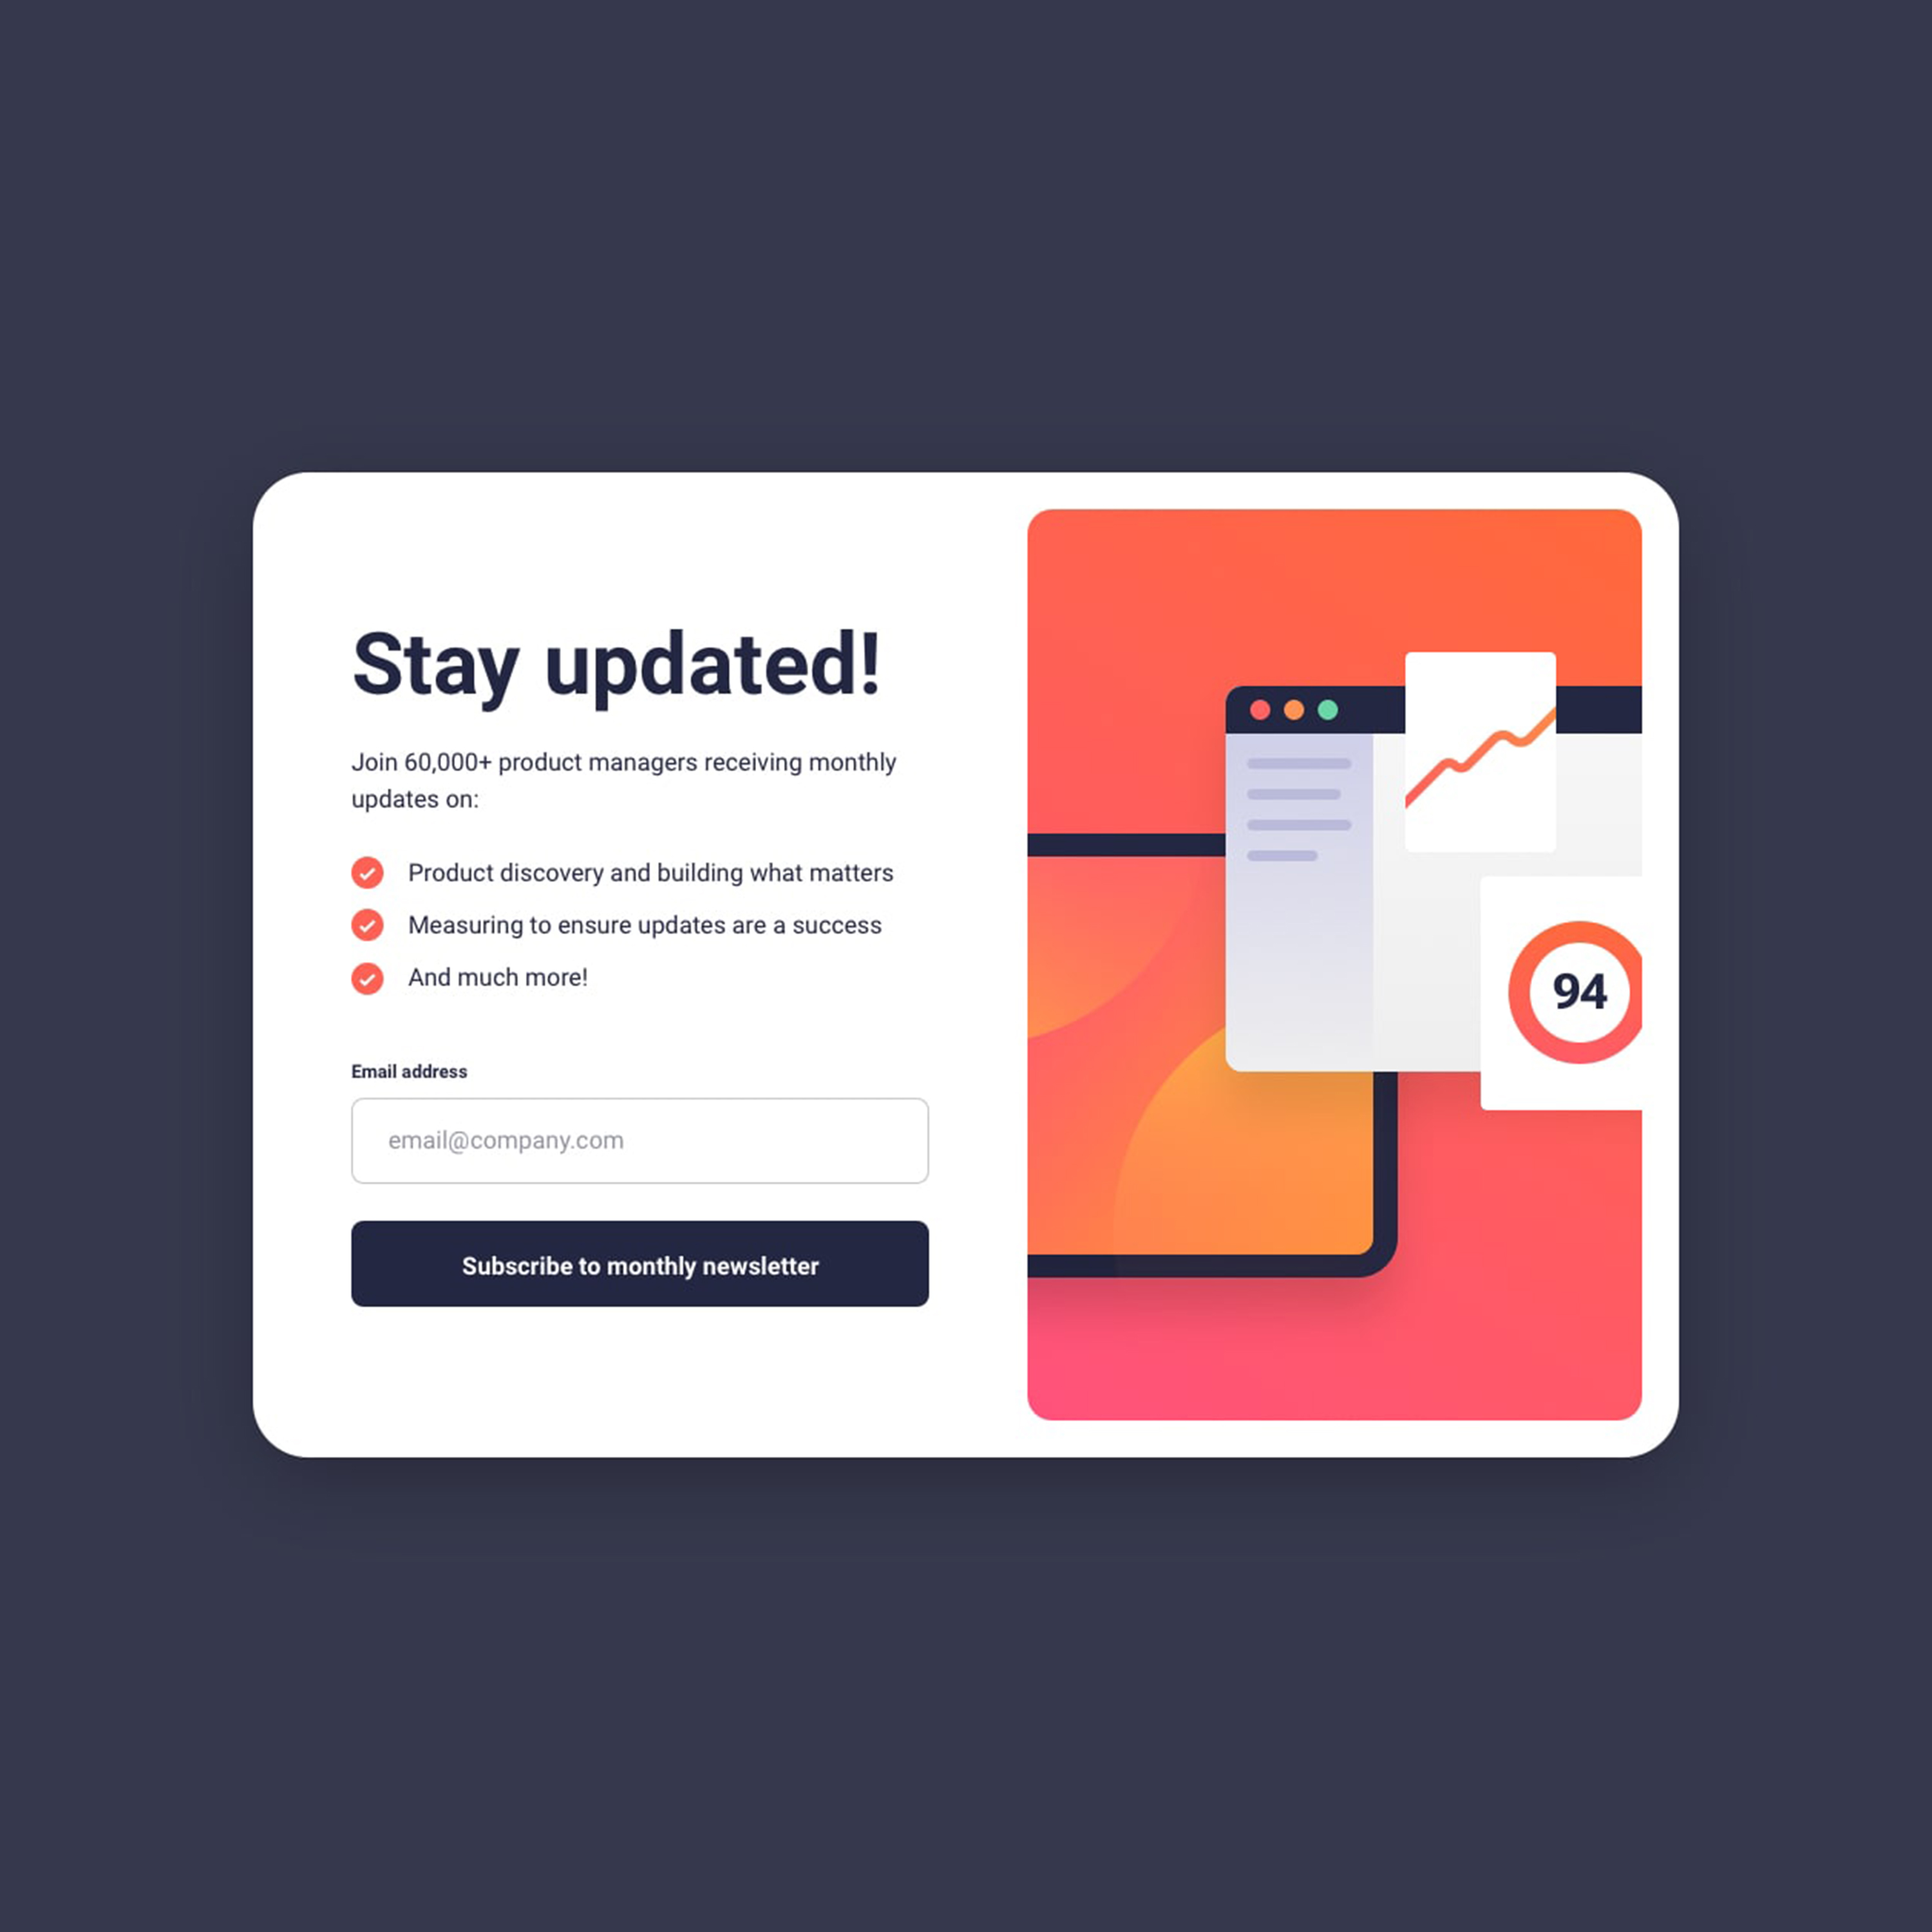 Stay updated!
Join 60,000+ product managers receiving monthly
updates on:
Product discovery and building what matters
Measuring to ensure updates are a success
And much more!
Email address
email@company.com
Subscribe to monthly newsletter
94